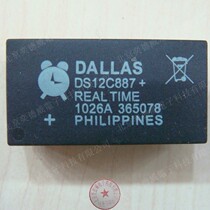 DALLAS
DS12C887+
REAL TIME
1026A 365078
+ PHILIPPINES